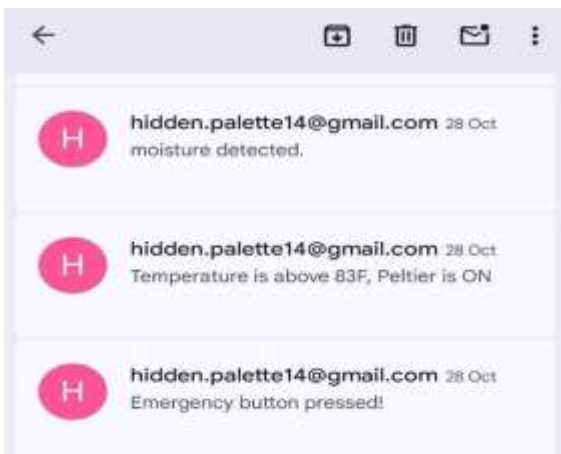 H
hidden.palette14@gmail.com 28 Oct
moisture detected.
H
hidden.palette14@gmail.com 28 Oct
Temperature is above 83F, Peltier is ON
H
hidden.palette14@gmail.com 28 Oct
Emergency button pressed!